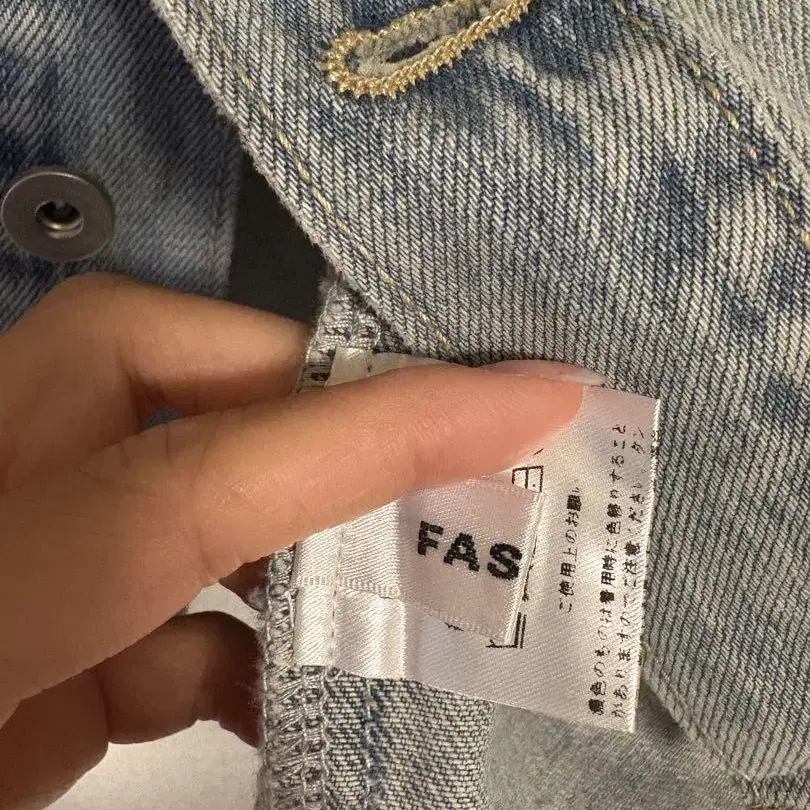 FAS
ご使用上のお願い
濃色のものは着用時に色移りすること
がありますのでご注意ください タン